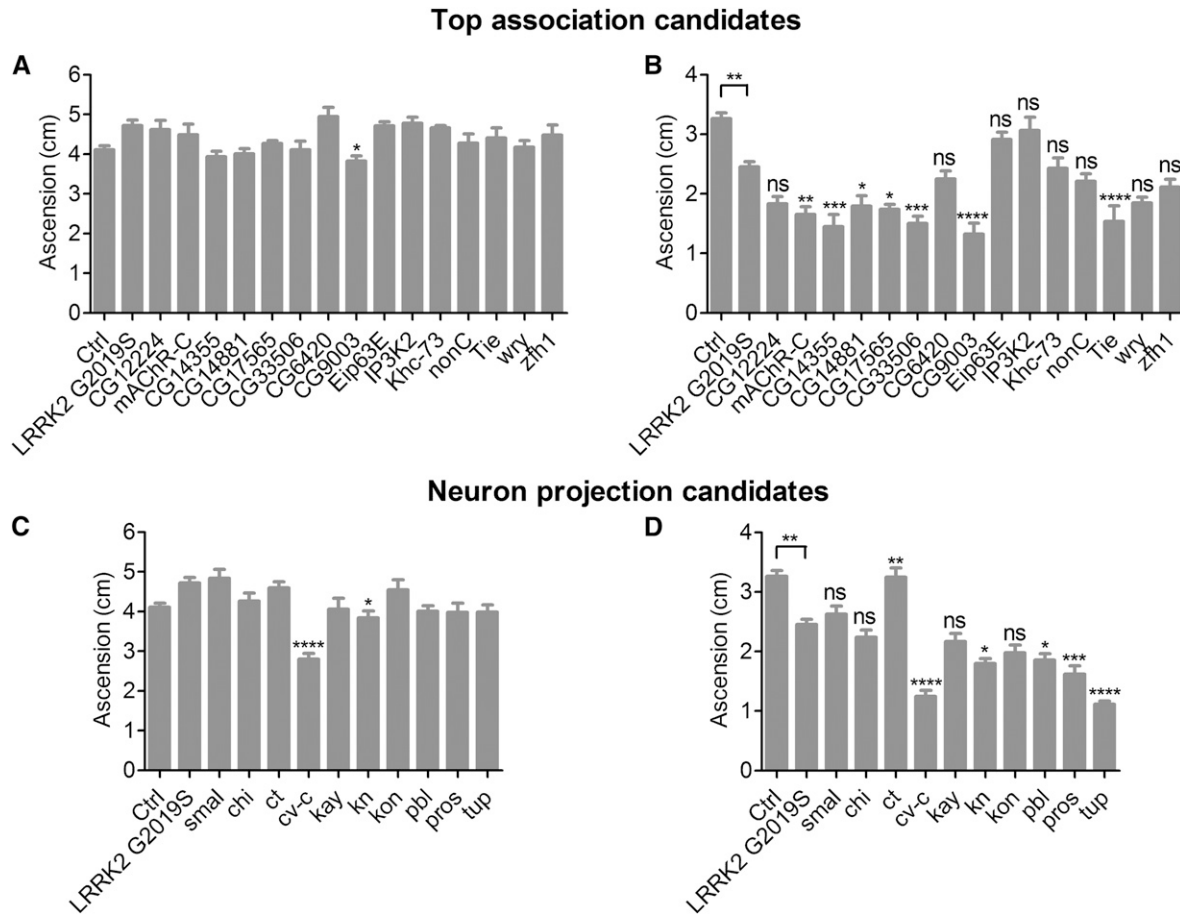 Top association candidates
A
Ascension (cm)
6
5
4
3
2
1
0
*
Ctrl
LRRK2 G2019S
CG12224
mAChR-C
CG14355
CG14881
CG17565
CG33506
CG6420
CG9003
Eip63E
IP3K2
Khc-73
nonC
Tie
wry
zfh1
B
Ascension (cm)
4
3
2
1
0
**
ns
**
***
*
*
***
ns
****
ns
ns
ns
ns
****
ns
ns
Ctrl
LRRK2 G2019S
CG12224
mAChR-C
CG14355
CG14881
CG17565
CG33506
CG6420
CG9003
Eip63E
IP3K2
Khc-73
nonC
Tie
wry
zfh1
Neuron projection candidates
C
Ascension (cm)
6
5
4
3
2
1
0
****
*
Ctrl
LRRK2 G2019S
smal
chi
ct
cv-c
kay
kn
kon
pbl
pros
tup
D
Ascension (cm)
4
3
2
1
0
**
ns
ns
**
****
ns
*
ns
*
***
****
Ctrl
LRRK2 G2019S
smal
chi
ct
cv-c
kay
kn
kon
pbl
pros
tup